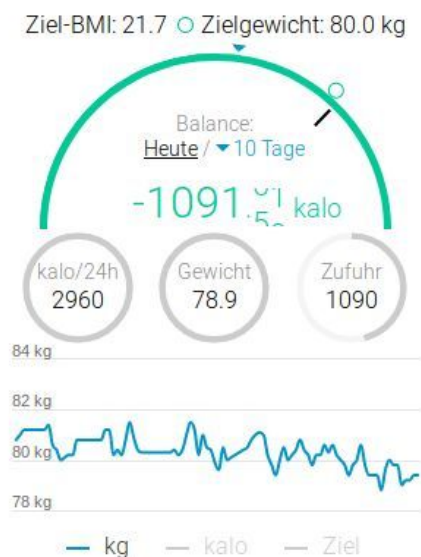 Ziel-BMI: 21.7 Zielgewicht: 80.0 kg
Balance:
Heute / 10 Tage
-1091. kalo
kalo/24h Gewicht Zufuhr
2960 78.9 1090
84 kg
82 kg
80 kg
78 kg
kg kalo Ziel